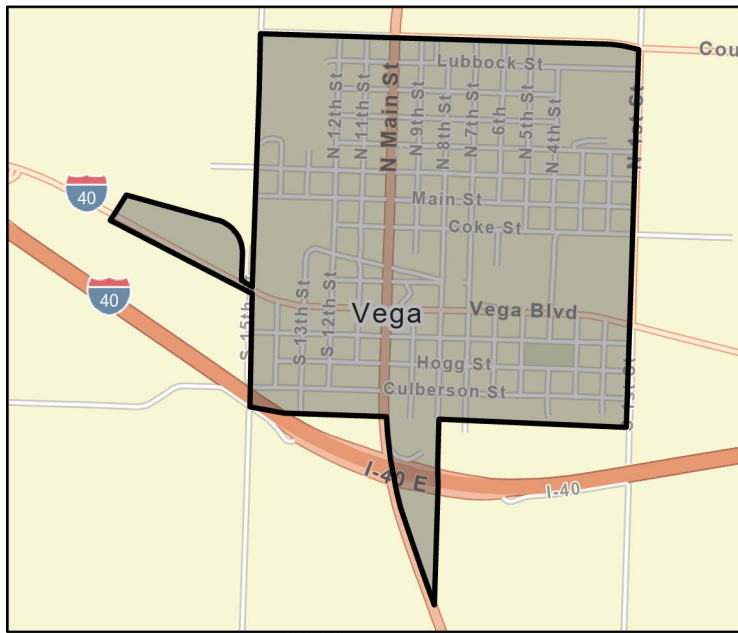 Cou
Lubbock St
N 12th St
N 11th St
N Main St
N 9th St
N 8th St
N 7th St
6th
N 5th St
N 4th St
N 1st St
40
Main St
Coke St
40
S 15th
S 13th St
S 12th St
Vega
Vega Blvd
Hogg St
Culberson St
S 1st St
I-40 E
I-40